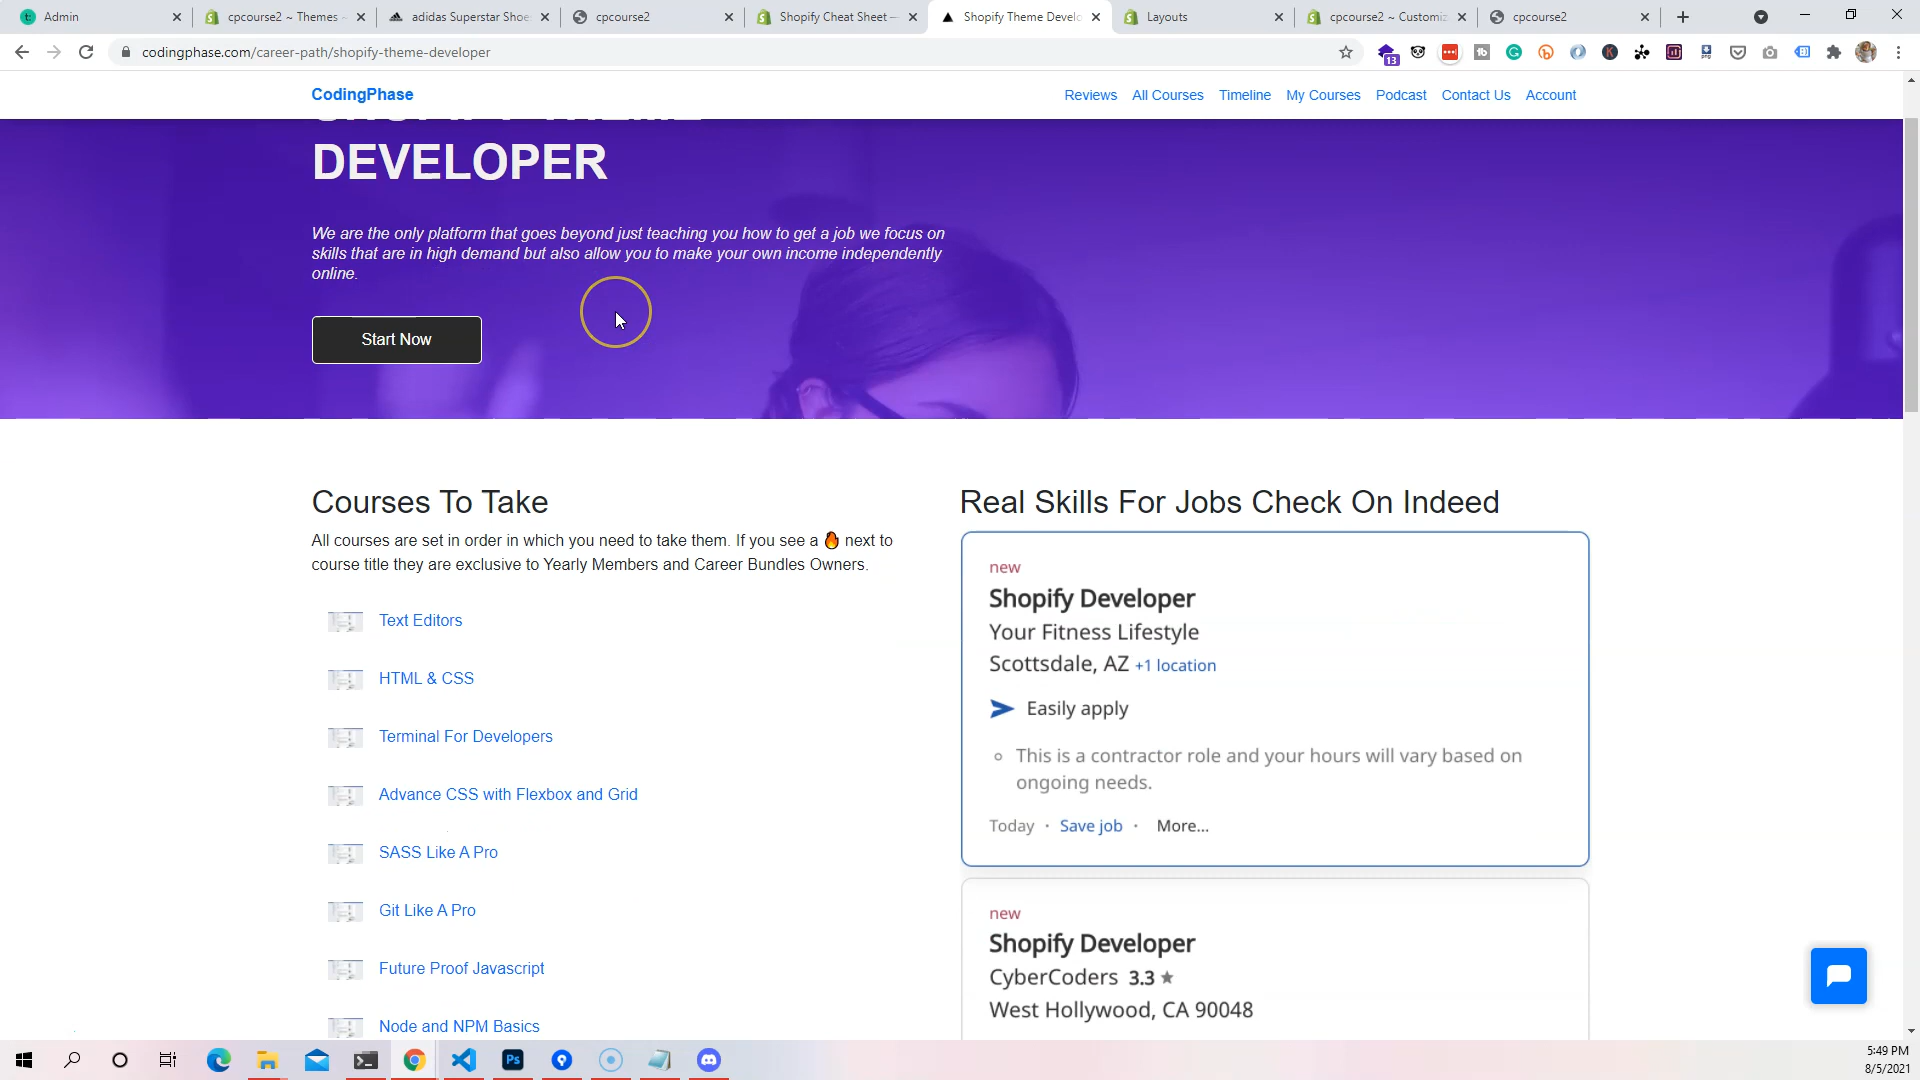 Admin
cpcourse2 ~ Themes
adidas Superstar Shoe
cpcourse2
Shopify Cheat Sheet
Shopify Theme Develo
Layouts
cpcourse2 ~ Customiz
cpcourse2
codingphase.com/career-path/shopify-theme-developer
13
CodingPhase
Reviews
All Courses
Timeline
My Courses
Podcast
Contact Us
Account
DEVELOPER
We are the only platform that goes beyond just teaching you how to get a job we focus on
skills that are in high demand but also allow you to make your own income independently
online.
Start Now
Courses To Take
All courses are set in order in which you need to take them. If you see a 🔥 next to
course title they are exclusive to Yearly Members and Career Bundles Owners.
Text Editors
HTML & CSS
Terminal For Developers
Advance CSS with Flexbox and Grid
SASS Like A Pro
Git Like A Pro
Future Proof Javascript
Node and NPM Basics
Real Skills For Jobs Check On Indeed
new
Shopify Developer
Your Fitness Lifestyle
Scottsdale, AZ +1 location
Easily apply
This is a contractor role and your hours will vary based on
ongoing needs.
Today · Save job · More...
new
Shopify Developer
CyberCoders 3.3 ★
West Hollywood, CA 90048
Ps
5:49 PM
8/5/2021